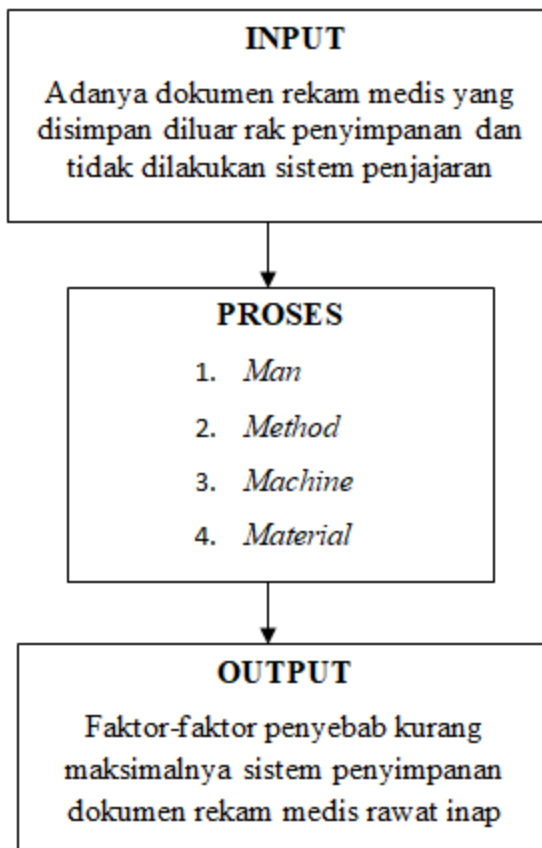 INPUT
Adanya dokumen rekam medis yang
disimpan diluar rak penyimpanan dan
tidak dilakukan sistem penjajaran
PROSES
1. Man
2. Method
3. Machine
4. Material
OUTPUT
Faktor-faktor penyebab kurang
maksimalnya sistem penyimpanan
dokumen rekam medis rawat inap